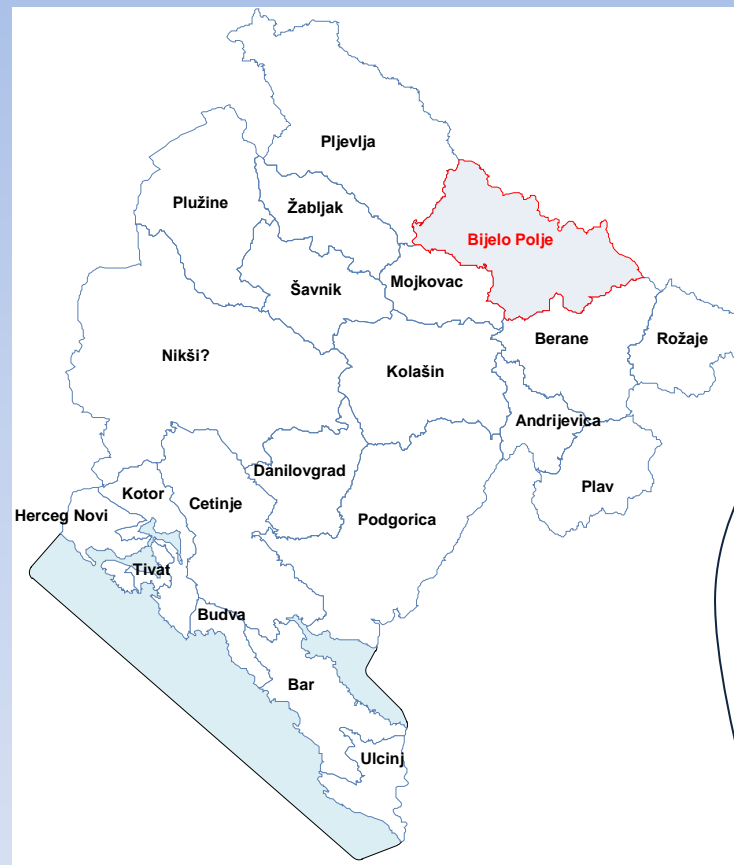 Pljevlja
Plužine
Žabljak
Bijelo Polje
Mojkovac
Šavnik
Berane
Rožaje
Nikši?
Kolašin
Andrijevica
Danilovgrad
Plav
Kotor
Cetinje
Herceg Novi
Podgorica
Tivat
Budva
Bar
Ulcinj